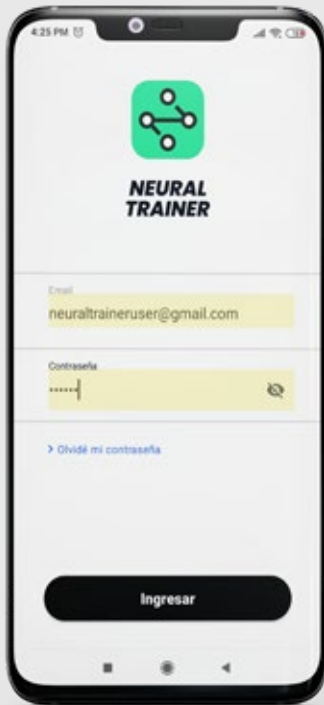 4:25 PM
NEURAL
TRAINER
Email
neuraltraineruser@gmail.com
Contraseña
••••••
> Olvidé mi contraseña
Ingresar